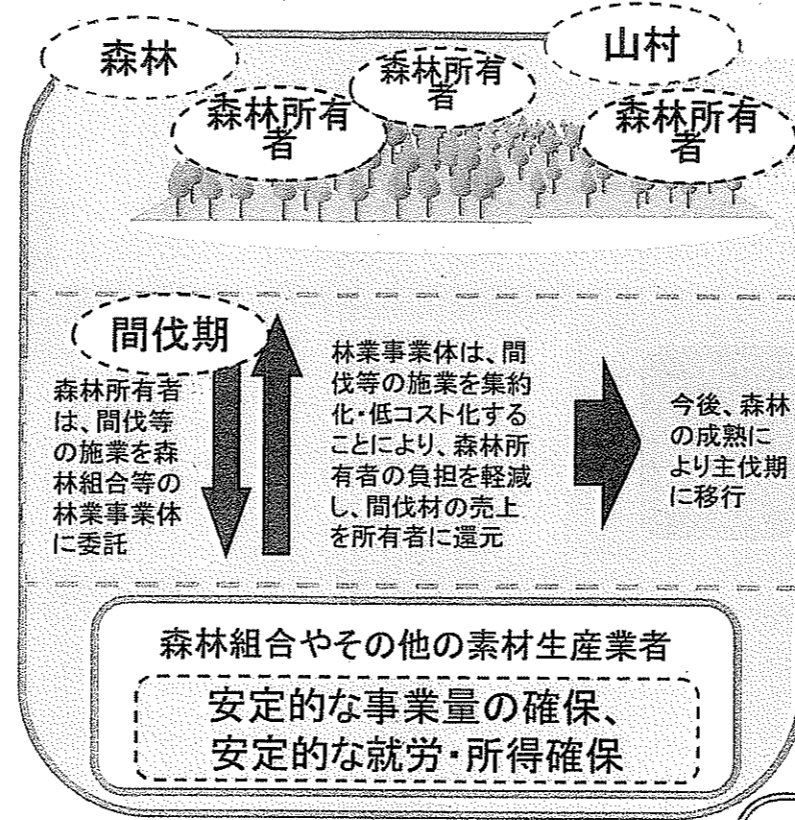 森林
山村
森林所有
者
森林所有
者
森林所有
者
間伐期
森林所有者
は、間伐等
の施業を森
林組合等の
林業事業体
に委託
林業事業体は、間
伐等の施業を集約
化・低コスト化する
ことにより、森林所
有者の負担を軽減
し、間伐材の売上
を所有者に還元
今後、森林
の成熟に
より主伐期
に移行
森林組合やその他の素材生産業者
安定的な事業量の確保、
安定的な就労・所得確保